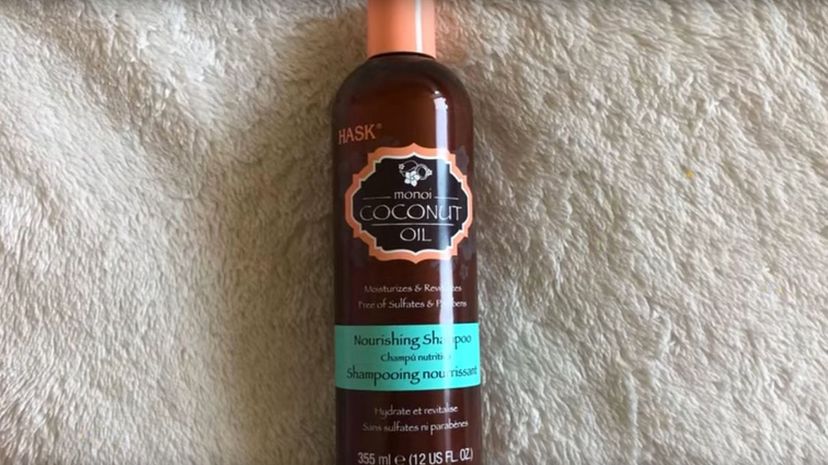 HASK®
monoi
COCONUT
OIL
Moisturizes & Revitalizes
Free of Sulfates & Parabens
Nourishing Shampoo
Champú nutritivo
Shampooing nourrissant
Hydrate et revitalise
Sans sulfates ni parabènes
355 ml ℮ (12 US FL. OZ.)